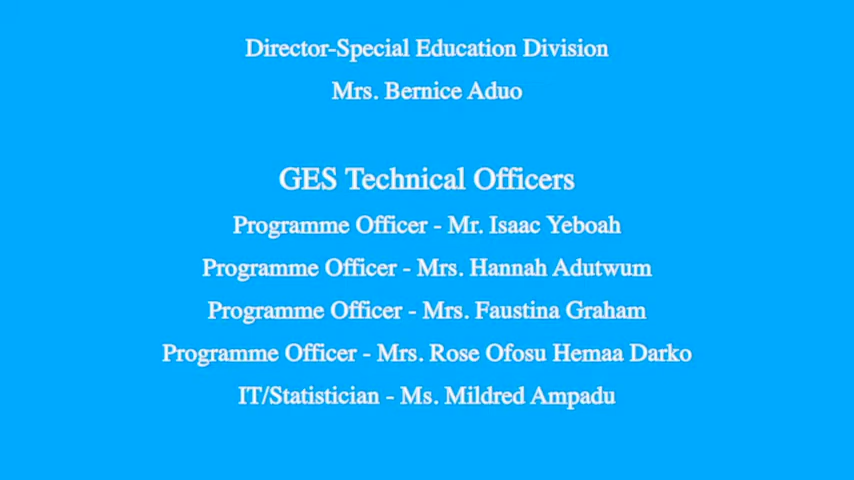 Director-Special Education Division
Mrs. Bernice Aduo
GES Technical Officers
Programme Officer - Mr. Isaac Yeboah
Programme Officer - Mrs. Hannah Adutwum
Programme Officer - Mrs. Faustina Graham
Programme Officer - Mrs. Rose Ofosu Hemaa Darko
IT/Statistician - Ms. Mildred Ampadu